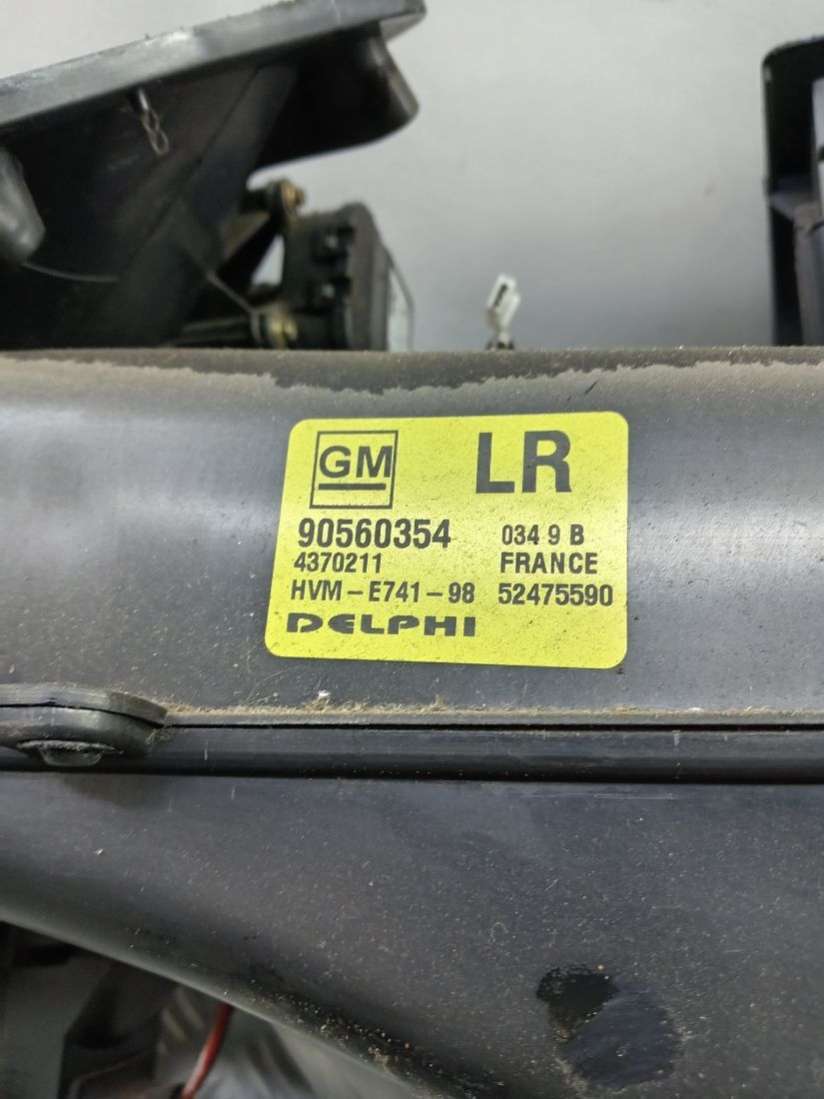 GM LR
90560354 034 9 B
4370211 FRANCE
HVM-E741-98 52475590
DELPHI